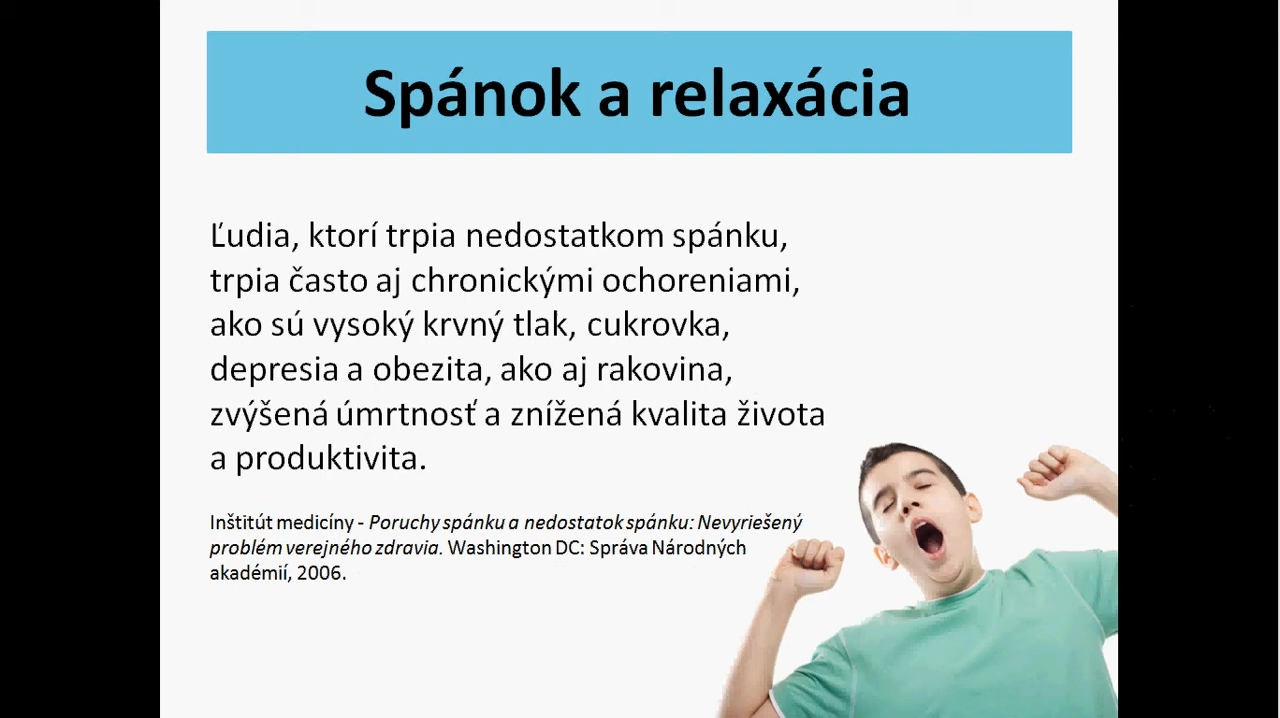 Spánok a relaxácia
Ľudia, ktorí trpia nedostatkom spánku,
trpia často aj chronickými ochoreniami,
ako sú vysoký krvný tlak, cukrovka,
depresia a obezita, ako aj rakovina,
zvýšená úmrtnosť a znížená kvalita života
a produktivita.
Inštitút medicíny - Poruchy spánku a nedostatok spánku: Nevyriešený
problém verejného zdravia. Washington DC: Správa Národných
akadémií, 2006.